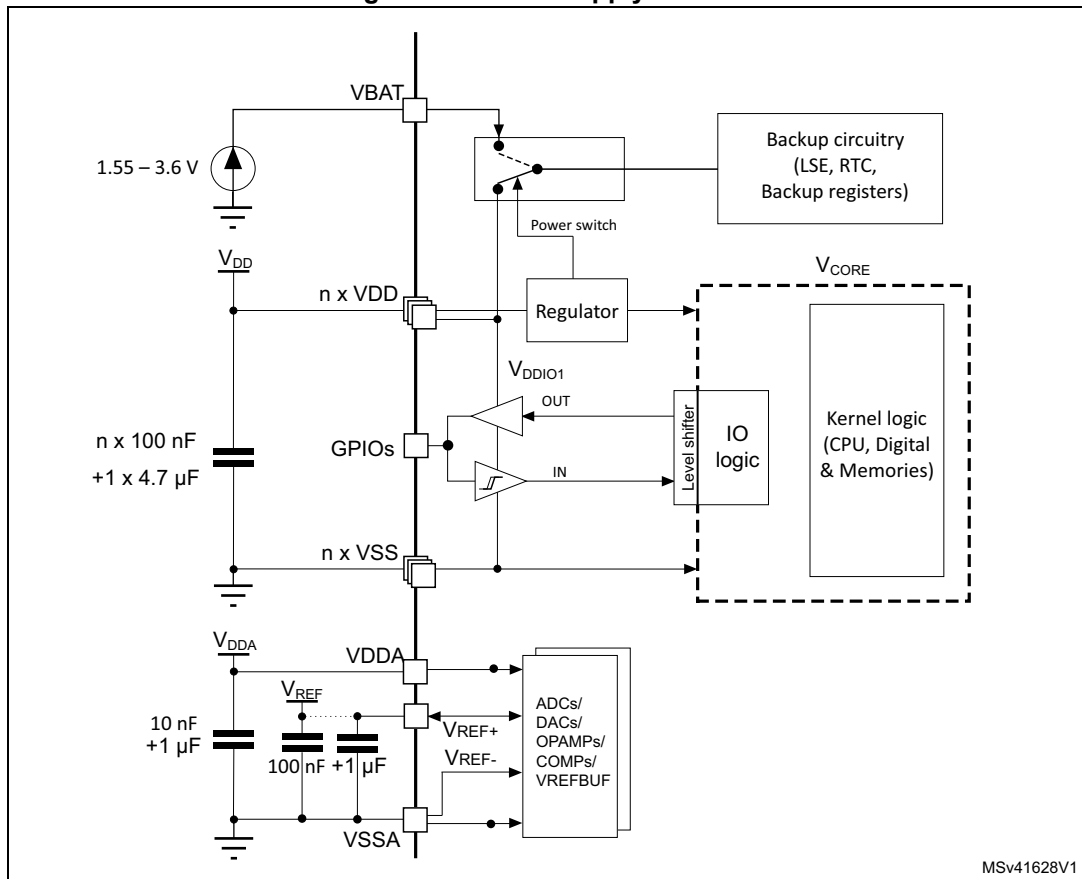 VBAT
1.55 – 3.6 V
Backup circuitry
(LSE, RTC,
Backup registers)
Power switch
VDD
n x VDD
Regulator
VCORE
VDDIO1
OUT
n x 100 nF
+1 x 4.7 µF
GPIOs
IN
Level shifter
IO
logic
Kernel logic
(CPU, Digital
& Memories)
n x VSS
VDDA
VDDA
VREF
10 nF
+1 µF
100 nF
+1 µF
VREF+
VREF-
ADCs/
DACs/
OPAMPs/
COMPs/
VREFBUF
VSSA
MSv41628V1